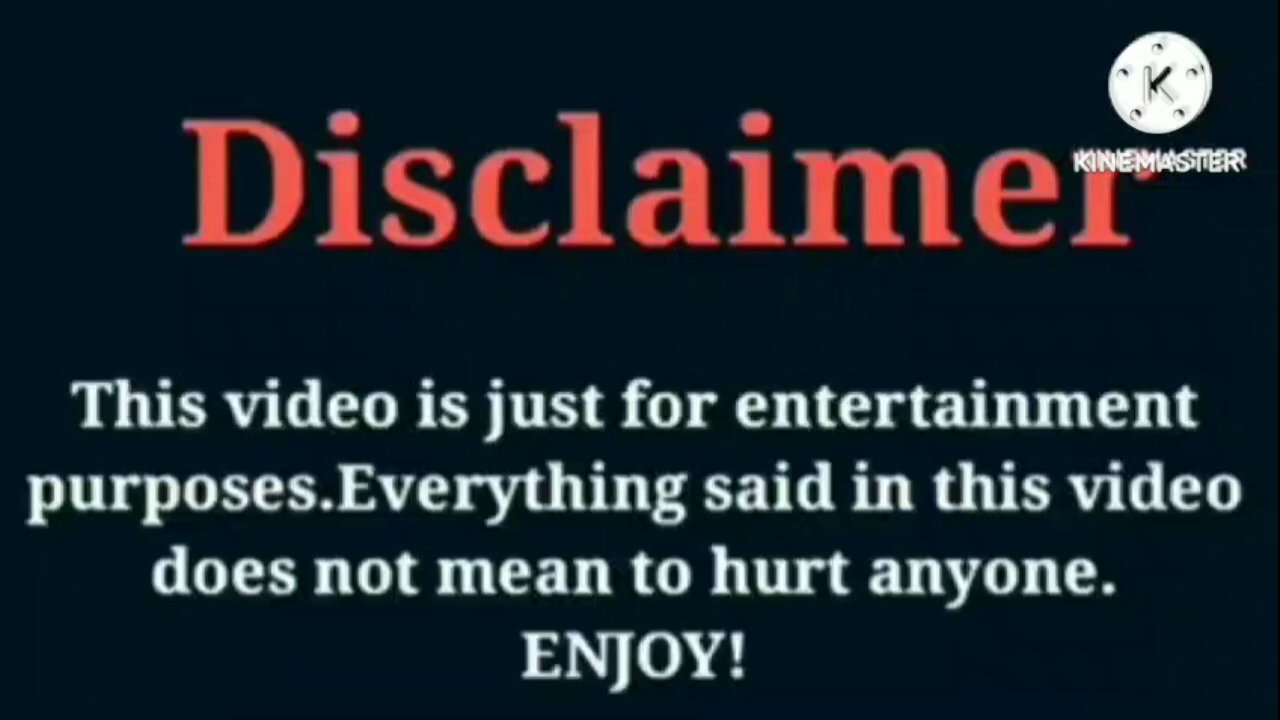 K
KINEMASTER
Disclaimer
This video is just for entertainment
purposes.Everything said in this video
does not mean to hurt anyone.
ENJOY!